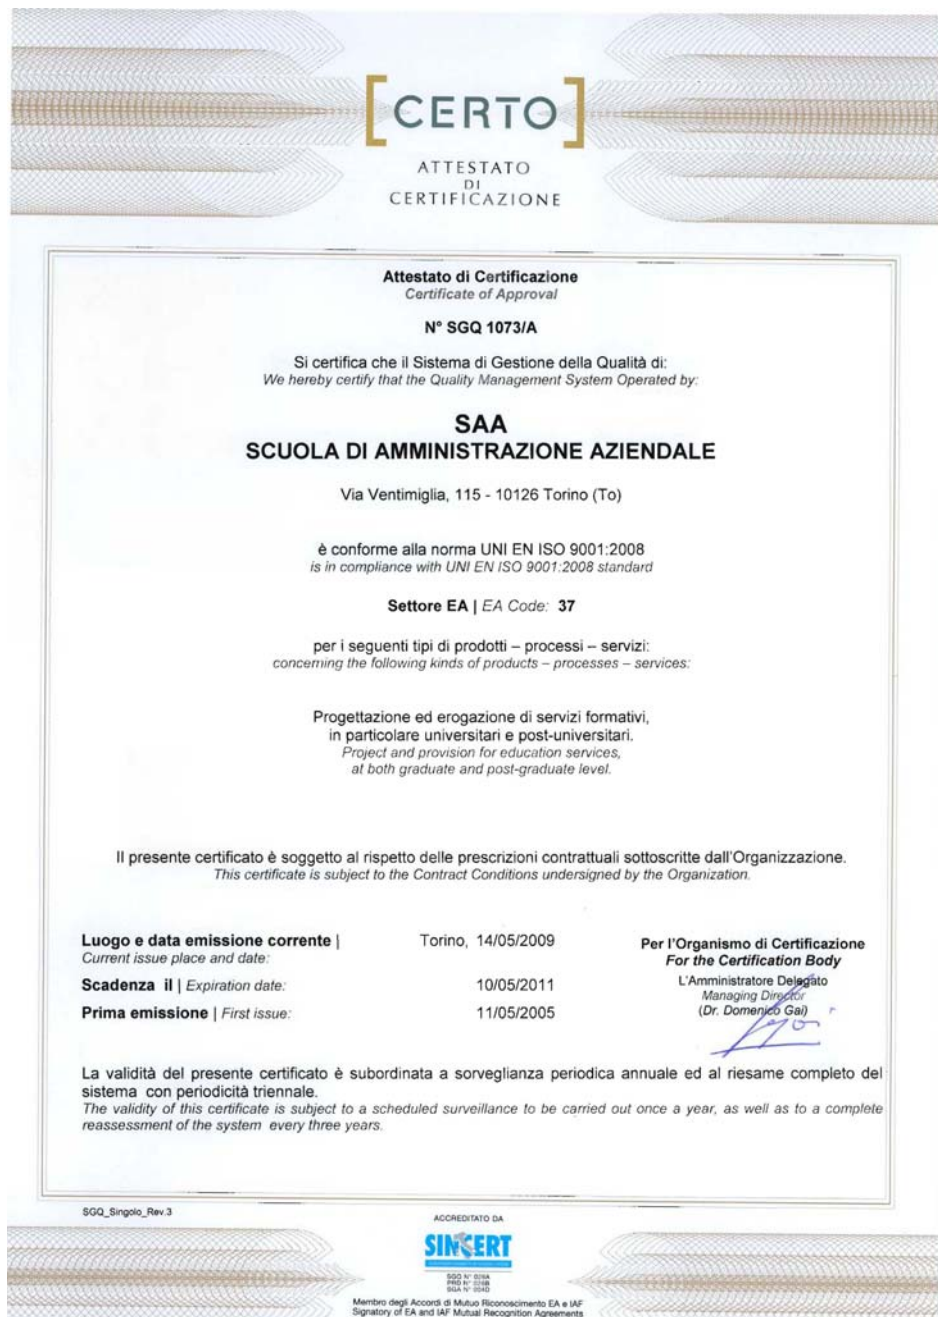 [CERTO]
ATTESTATO
DI
CERTIFICAZIONE
Attestato di Certificazione
Certificate of Approval
N° SGQ 1073/A
Si certifica che il Sistema di Gestione della Qualità di:
We hereby certify that the Quality Management System Operated by:
SAA
SCUOLA DI AMMINISTRAZIONE AZIENDALE
Via Ventimiglia, 115 - 10126 Torino (To)
è conforme alla norma UNI EN ISO 9001:2008
is in compliance with UNI EN ISO 9001:2008 standard
Settore EA | EA Code: 37
per i seguenti tipi di prodotti – processi – servizi:
concerning the following kinds of products – processes – services:
Progettazione ed erogazione di servizi formativi,
in particolare universitari e post-universitari.
Project and provision for education services,
at both graduate and post-graduate level.
Il presente certificato è soggetto al rispetto delle prescrizioni contrattuali sottoscritte dall'Organizzazione.
This certificate is subject to the Contract Conditions undersigned by the Organization.
Luogo e data emissione corrente | Torino, 14/05/2009
Current issue place and date:
Scadenza il | Expiration date: 10/05/2011
Prima emissione | First issue: 11/05/2005
Per l'Organismo di Certificazione
For the Certification Body
L'Amministratore Delegato
Managing Director
(Dr. Domenico Gai)
La validità del presente certificato è subordinata a sorveglianza periodica annuale ed al riesame completo del
sistema con periodicità triennale.
The validity of this certificate is subject to a scheduled surveillance to be carried out once a year, as well as to a complete
reassessment of the system every three years.
SGQ_Singolo_Rev.3
ACCREDITATO DA
SINCERT
SGQ N° 026A
PRD N° 026B
SGA N° 004D
Membro degli Accordi di Mutuo Riconoscimento EA e IAF
Signatory of EA and IAF Mutual Recognition Agreements